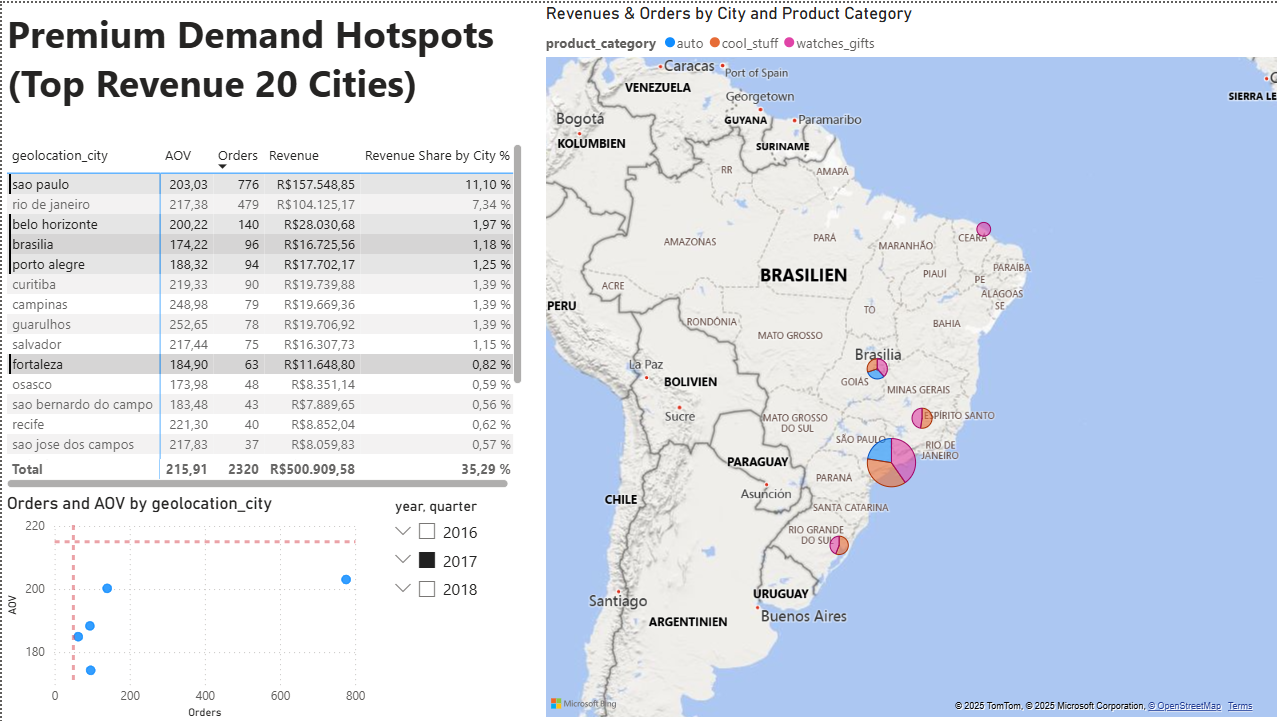 Premium Demand Hotspots
(Top Revenue 20 Cities)
geolocation_city AOV Orders Revenue Revenue Share by City %
sao paulo 203,03 776 R$157.548,85 11,10 %
rio de janeiro 217,38 479 R$104.125,17 7,34 %
belo horizonte 200,22 140 R$28.030,68 1,97 %
brasilia 174,22 96 R$16.725,56 1,18 %
porto alegre 188,32 94 R$17.702,17 1,25 %
curitiba 219,33 90 R$19.739,88 1,39 %
campinas 248,98 79 R$19.669,36 1,39 %
guarulhos 252,65 78 R$19.706,92 1,39 %
salvador 217,44 75 R$16.307,73 1,15 %
fortaleza 184,90 63 R$11.648,80 0,82 %
osasco 173,98 48 R$8.351,14 0,59 %
sao bernardo do campo 183,48 43 R$7.889,65 0,56 %
recife 221,30 40 R$8.852,04 0,62 %
sao jose dos campos 217,83 37 R$8.059,83 0,57 %
Total 215,91 2320 R$500.909,58 35,29 %
Orders and AOV by geolocation_city
220
200
180
AOV
0 200 400 600 800
Orders
year, quarter
2016
2017
2018
Revenues & Orders by City and Product Category
product_category auto cool_stuff watches_gifts
Caracas
Port of Spain
VENEZUELA
Georgetown
SIERRA LE
Bogotá
GUYANA
Paramaribo
KOLUMBIEN
SURINAME
RR
AMAPÁ
AMAZONAS
PARÁ
MARANHÃO
CEARÁ
ACRE
BRASILIEN
PIAUÍ
PARAÍBA
PE
ALAGOAS
SE
PERU
RONDÔNIA
TO
MATO GROSSO
BAHIA
La Paz
Brasília
BOLIVIEN
GOIÁS
MINAS GERAIS
Sucre
MATO GROSSO
DO SUL
ESPÍRITO SANTO
SÃO PAULO
RIO DE
JANEIRO
PARAGUAY
PARANÁ
Asunción
CHILE
SANTA CATARINA
RIO GRANDE
DO SUL
Santiago
URUGUAY
Buenos Aires
ARGENTINIEN
Microsoft Bing
© 2025 TomTom, © 2025 Microsoft Corporation, © OpenStreetMap Terms